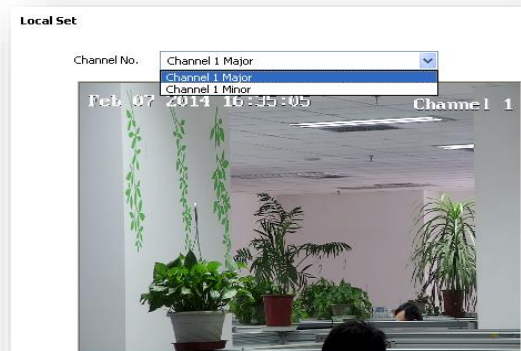 Local Set
Channel No.
Channel 1 Major
Channel 1 Major
Channel 1 Minor
Feb 07 2014 16:35:05
Channel 1